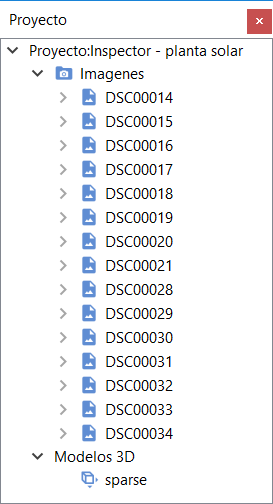 Proyecto
Proyecto:Inspector - planta solar
Imagenes
DSC00014
DSC00015
DSC00016
DSC00017
DSC00018
DSC00019
DSC00020
DSC00021
DSC00028
DSC00029
DSC00030
DSC00031
DSC00032
DSC00033
DSC00034
Modelos 3D
sparse